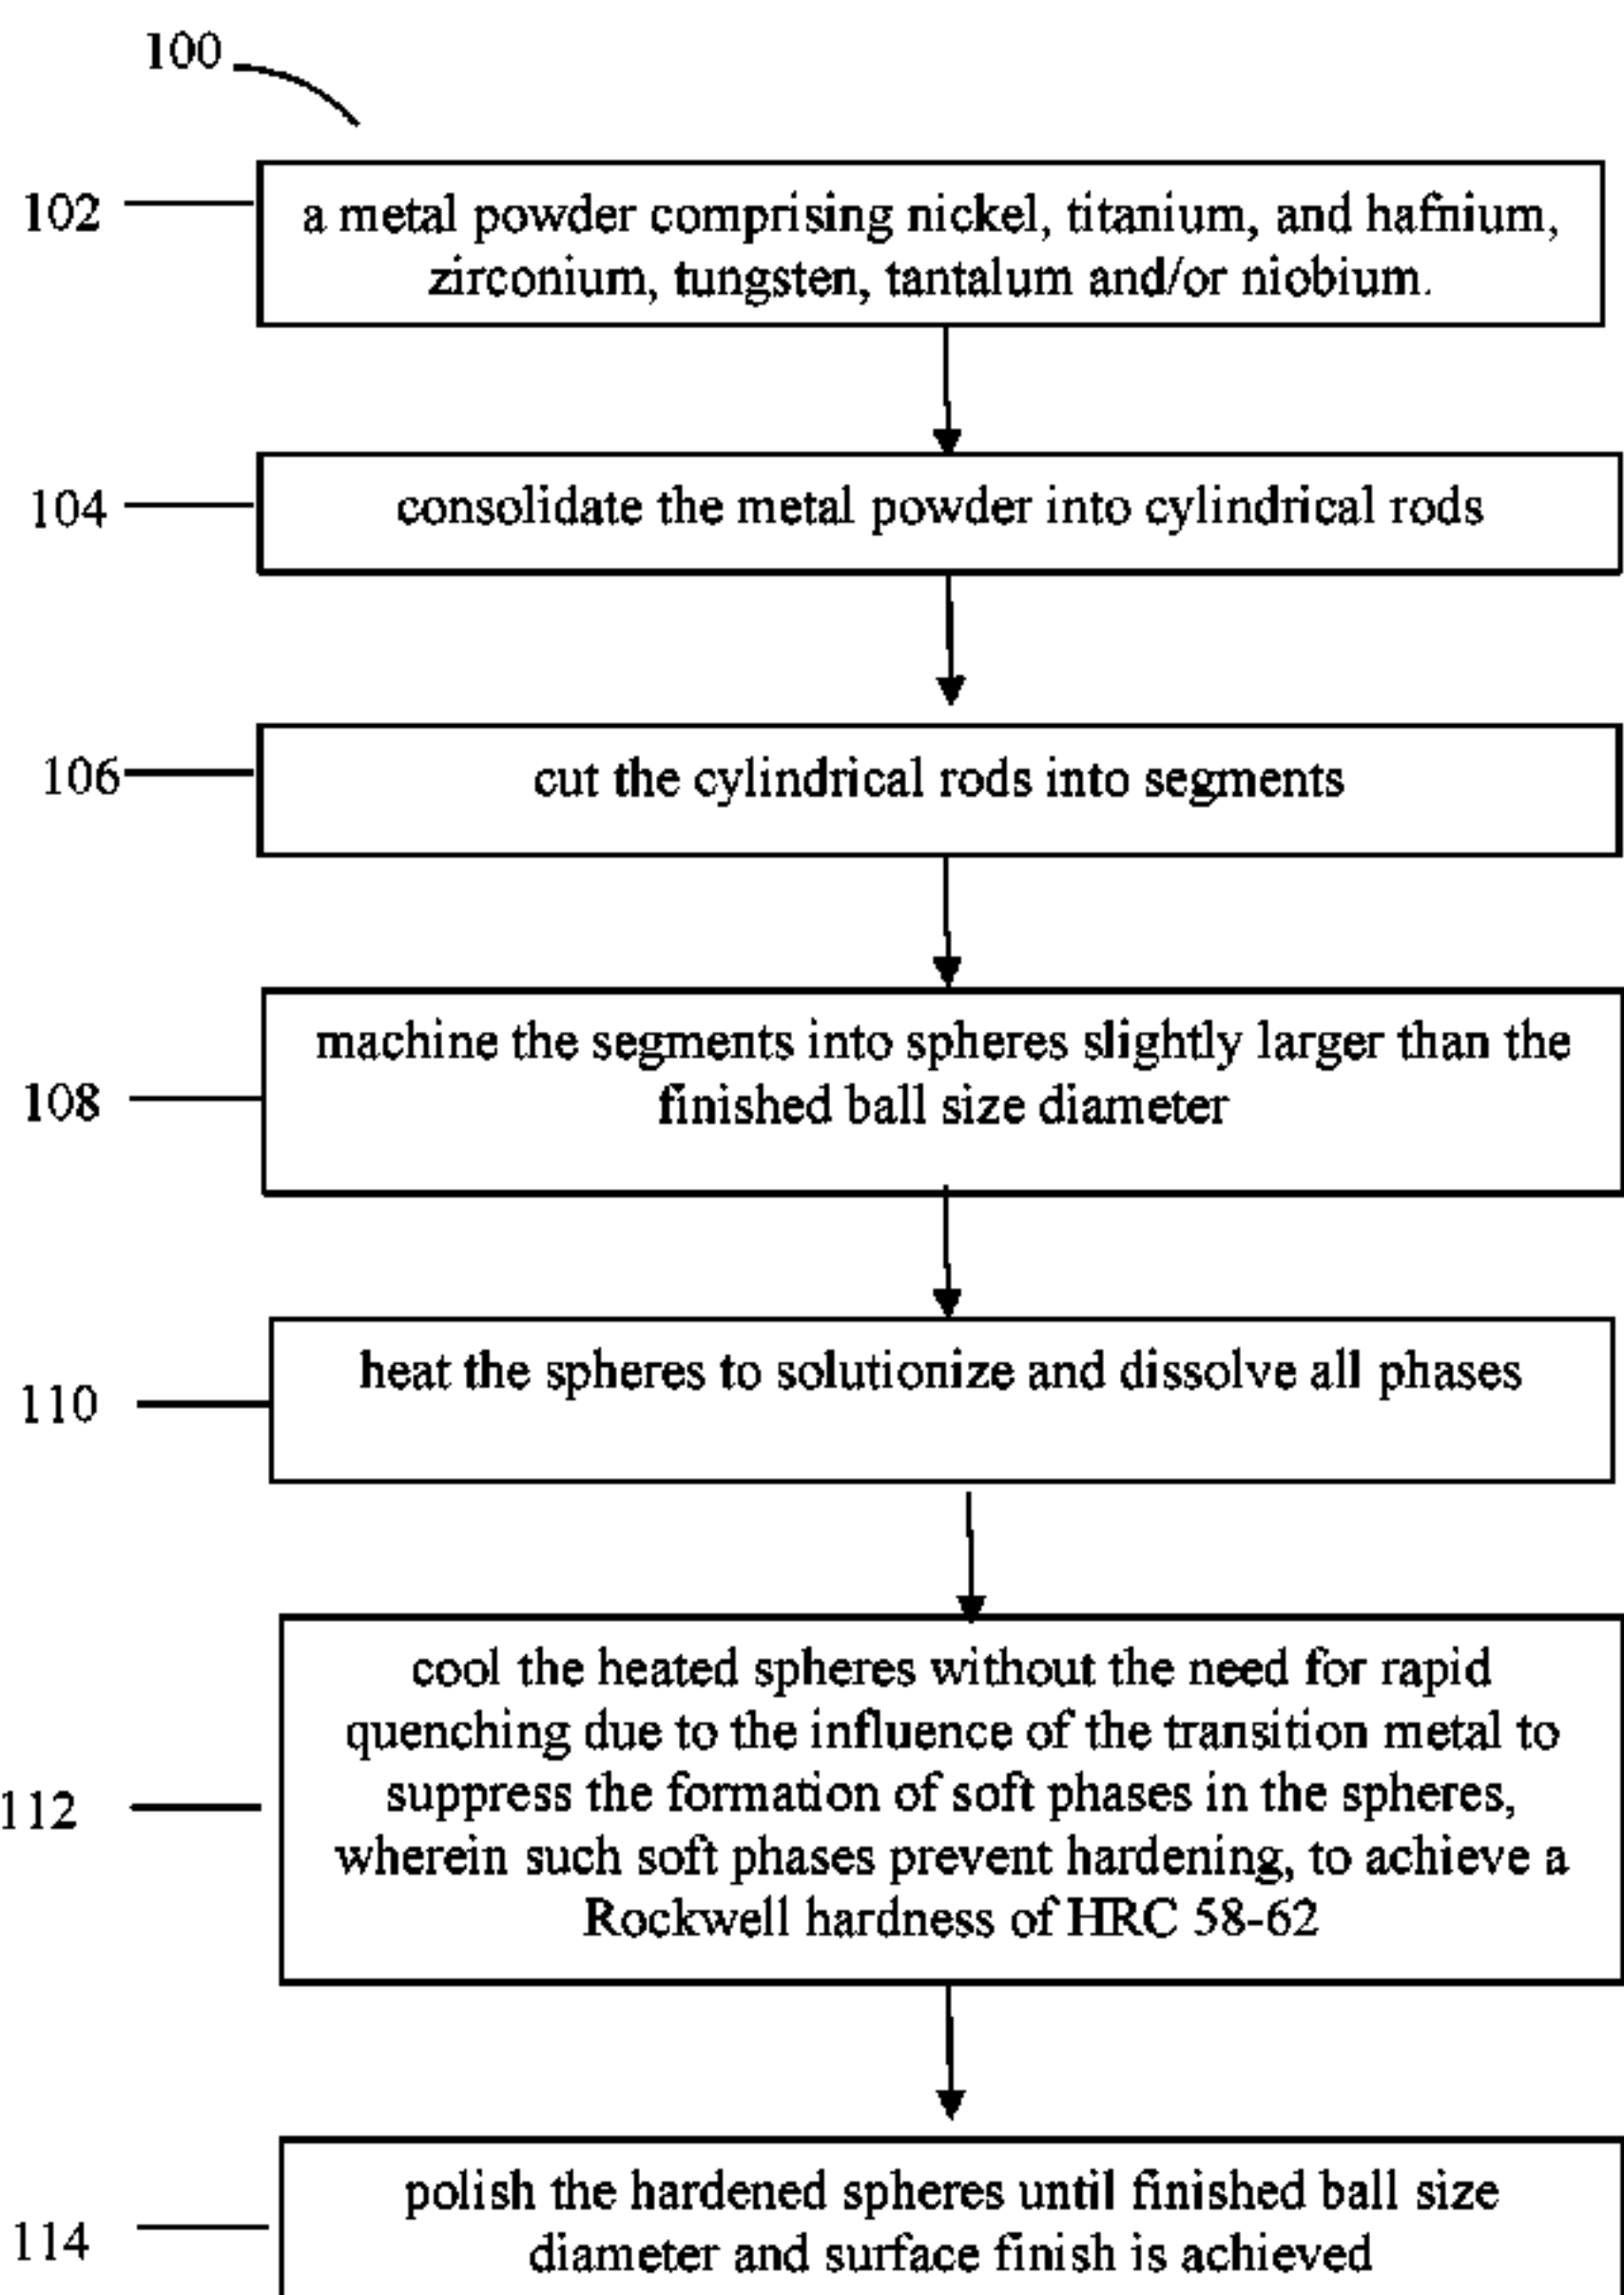 100
102
a metal powder comprising nickel, titanium, and hafnium,
zirconium, tungsten, tantalum and/or niobium.
104
consolidate the metal powder into cylindrical rods
106
cut the cylindrical rods into segments
108
machine the segments into spheres slightly larger than the
finished ball size diameter
110
heat the spheres to solutionize and dissolve all phases
112
cool the heated spheres without the need for rapid
quenching due to the influence of the transition metal to
suppress the formation of soft phases in the spheres,
wherein such soft phases prevent hardening, to achieve a
Rockwell hardness of HRC 58-62
114
polish the hardened spheres until finished ball size
diameter and surface finish is achieved